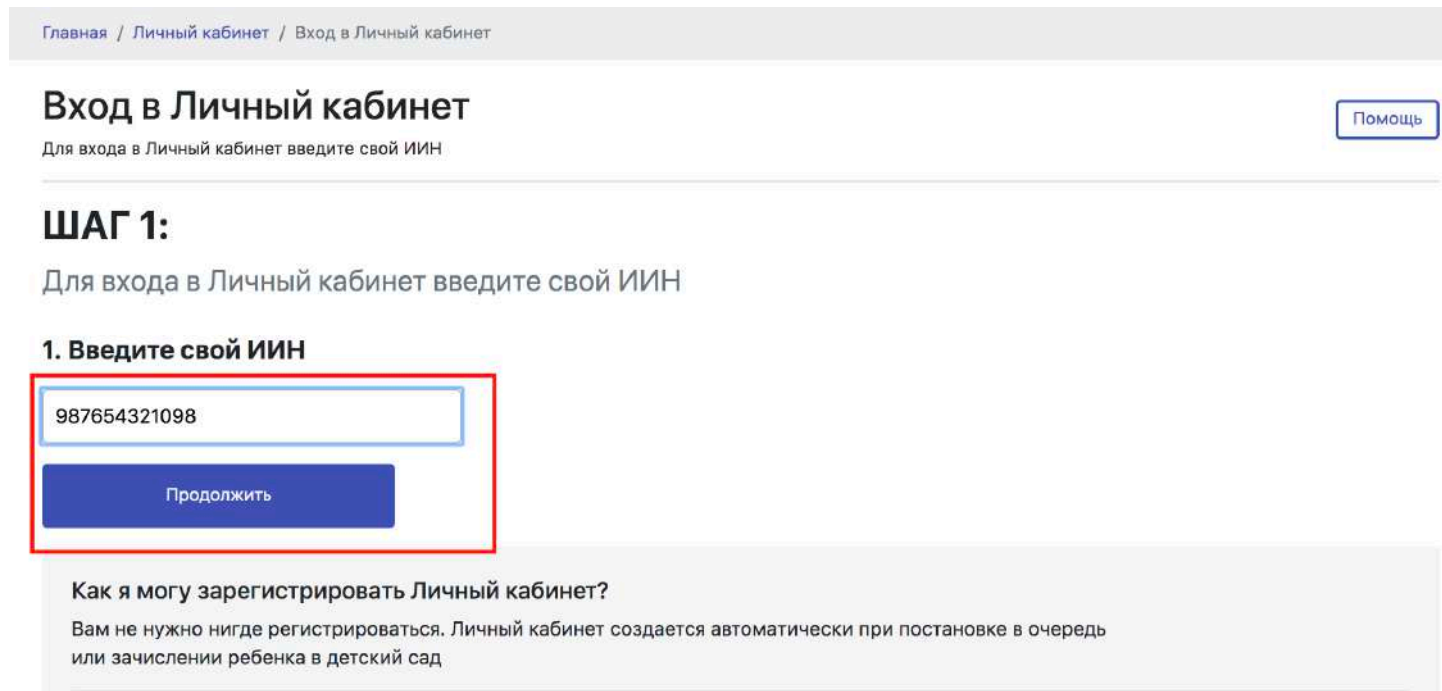 Главная / Личный кабинет / Вход в Личный кабинет
Вход в Личный кабинет
Помощь
Для входа в Личный кабинет введите свой ИИН
ШАГ 1:
Для входа в Личный кабинет введите свой ИИН
1. Введите свой ИИН
987654321098
Продолжить
Как я могу зарегистрировать Личный кабинет?
Вам не нужно нигде регистрироваться. Личный кабинет создается автоматически при постановке в очередь
или зачислении ребенка в детский сад